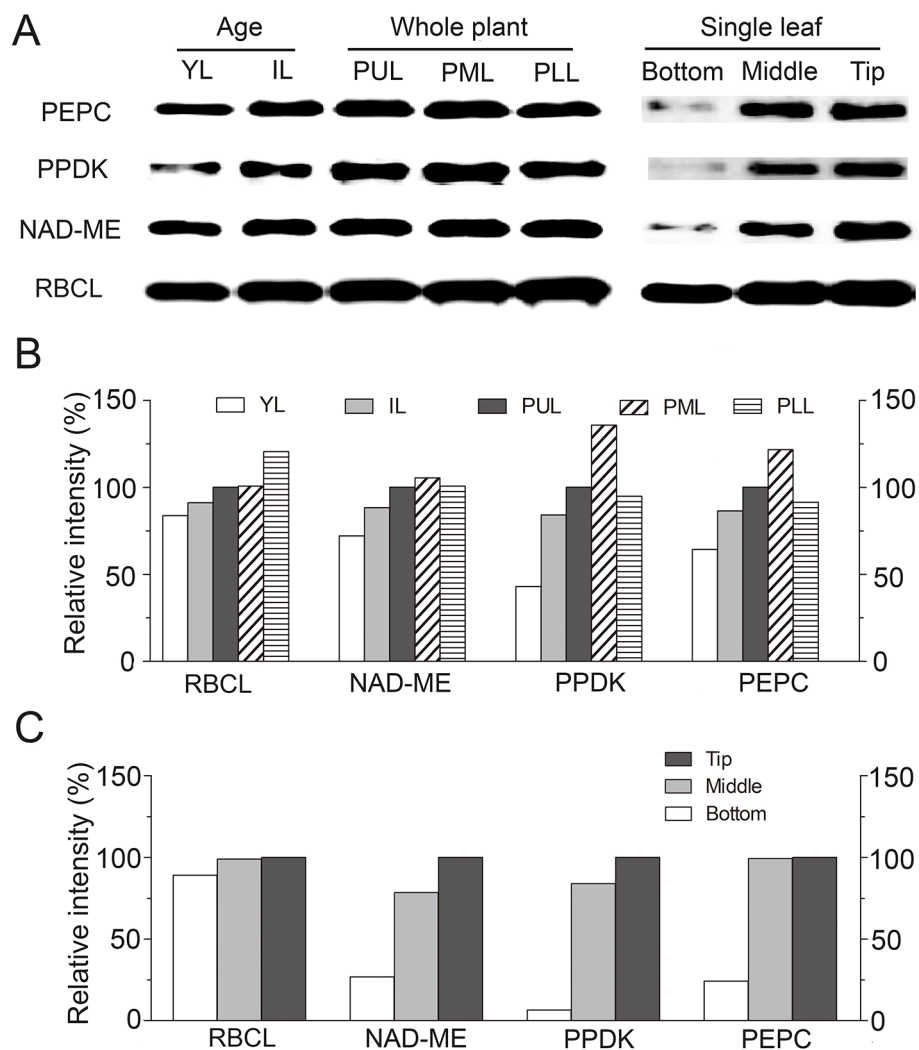 A
Age Whole plant Single leaf
YL IL PUL PML PLL Bottom Middle Tip
PEPC
PPDK
NAD-ME
RBCL
B
Relative intensity (%)
150 YL IL PUL PML PLL 150
100 100
50 50
0 0
RBCL NAD-ME PPDK PEPC
C
Relative intensity (%)
Tip
150 150
Middle
Bottom
100 100
50 50
0 0
RBCL NAD-ME PPDK PEPC